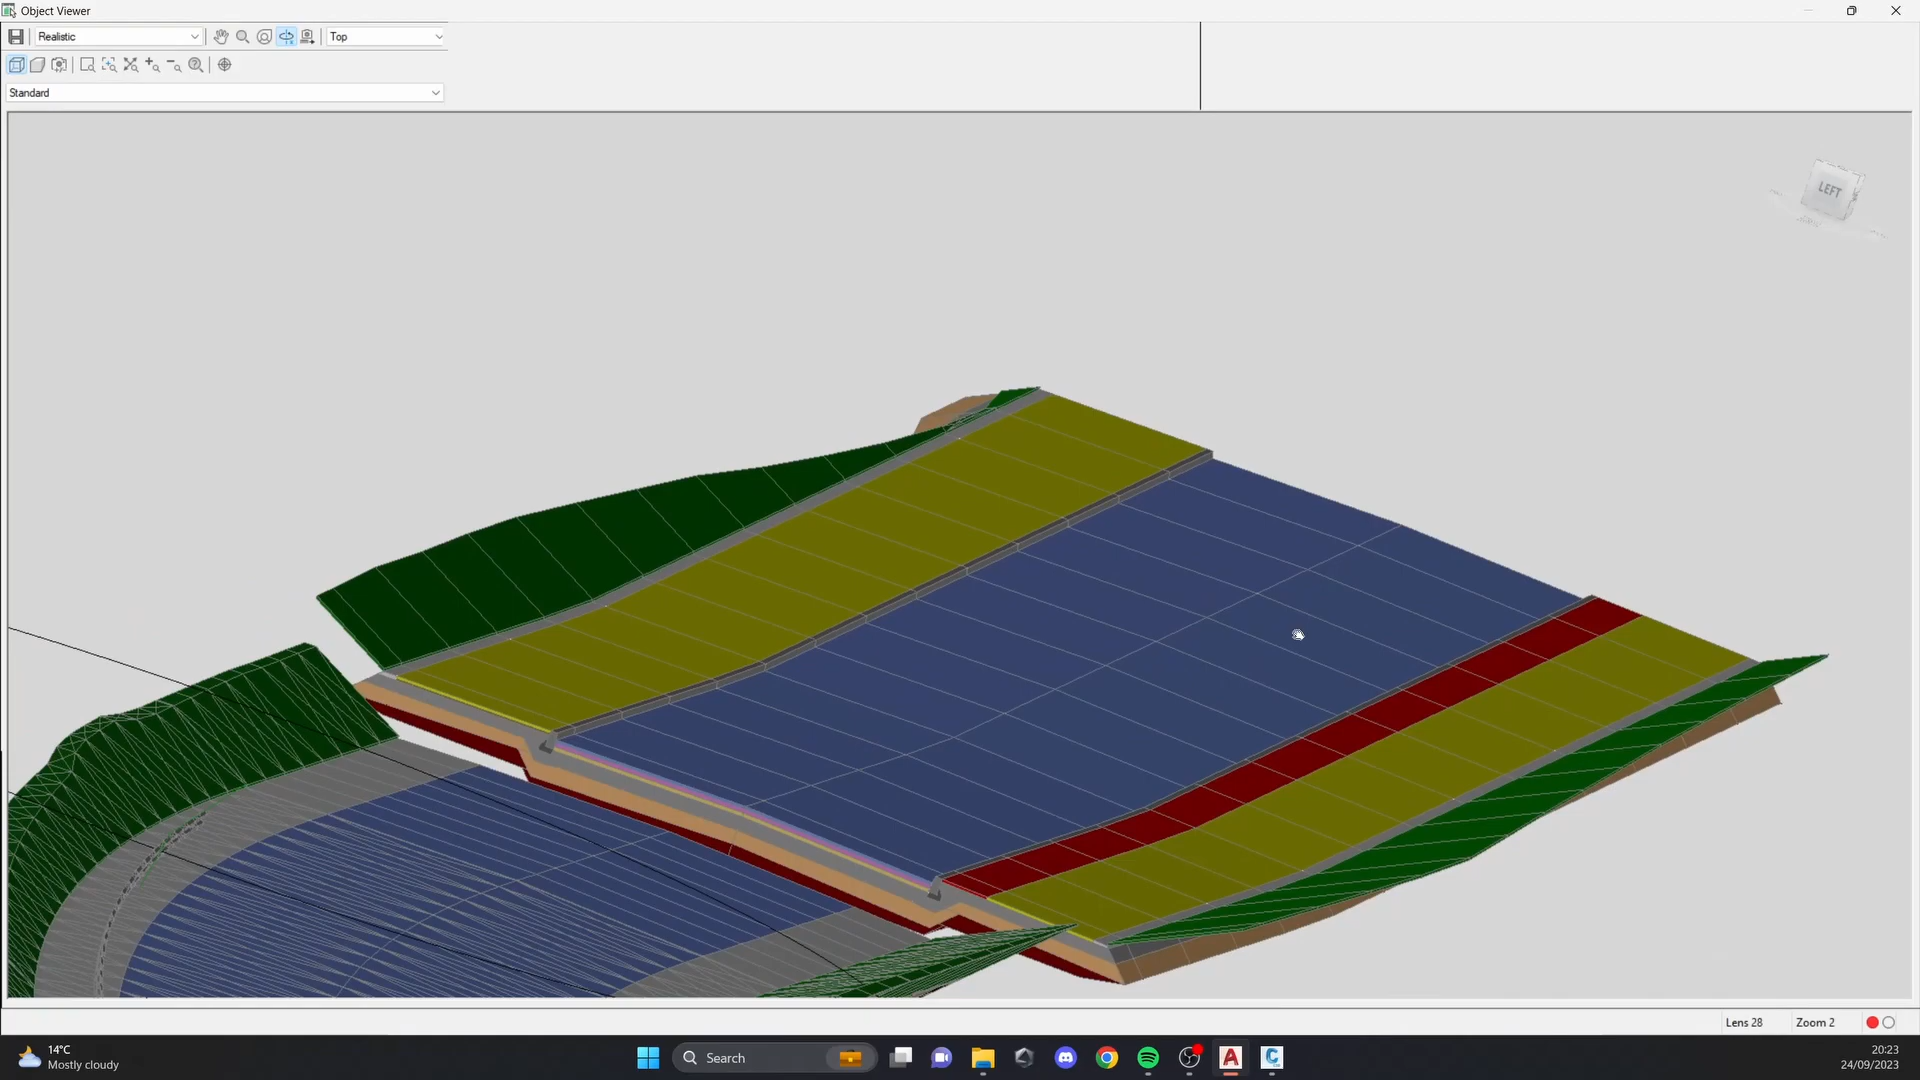 Object Viewer
Realistic
Top
Standard
LEFT
Lens 28
Zoom 2
14°C
Mostly cloudy
Search
20:23
24/09/2023